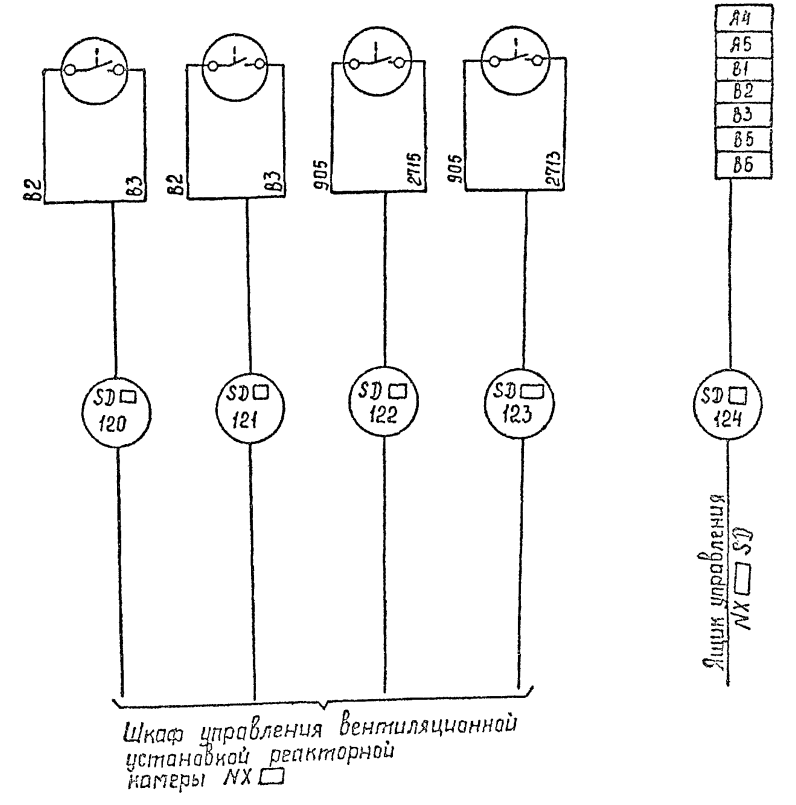 А4
А5
В1
В2
В3
В5
В6
В2
В3
В2
В3
905
2715
905
2713
SD□
120
SD□
121
SD□
122
SD□
123
SD□
124
Ящик управления
NX□SD
Шкаф управления вентиляционной
установкой реакторной
камеры NX□